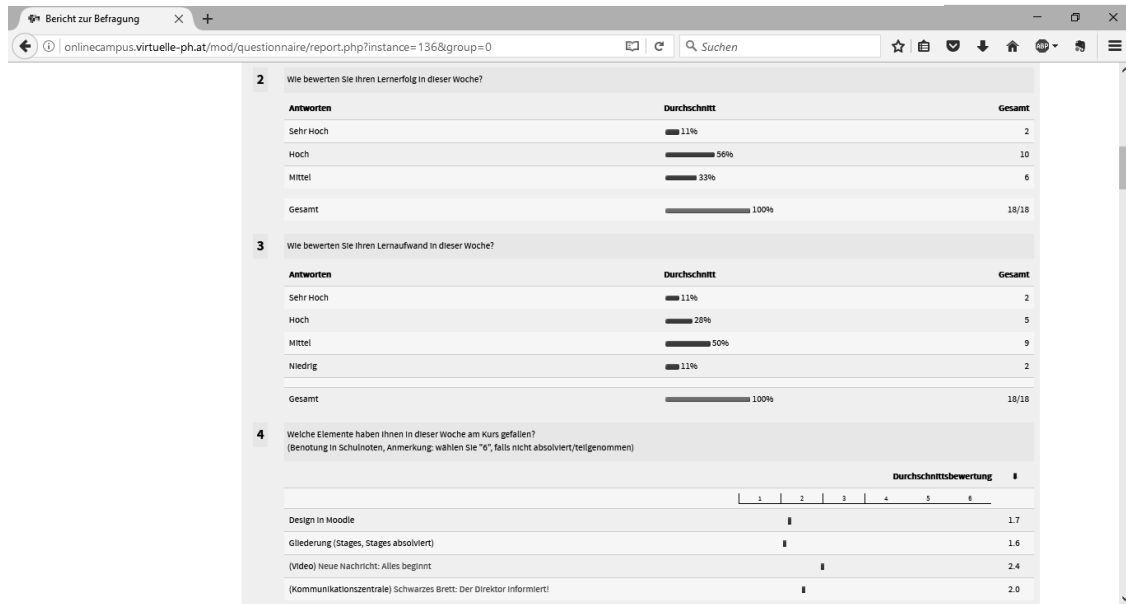 Bericht zur Befragung
onlinecampus.virtuelle-ph.at/mod/questionnaire/report.php?instance=136&group=0
Suchen
ABP
2 Wie bewerten Sie Ihren Lernerfolg in dieser Woche?
Antworten Durchschnitt Gesamt
Sehr Hoch 11% 2
Hoch 56% 10
Mittel 33% 6
Gesamt 100% 18/18
3 Wie bewerten Sie Ihren Lernaufwand in dieser Woche?
Antworten Durchschnitt Gesamt
Sehr Hoch 11% 2
Hoch 28% 5
Mittel 50% 9
Niedrig 11% 2
Gesamt 100% 18/18
4 Welche Elemente haben Ihnen in dieser Woche am Kurs gefallen?
(Benotung in Schulnoten, Anmerkung: wählen Sie "6", falls nicht absolviert/teilgenommen)
Durchschnittsbewertung
1 2 3 4 5 6
Design in Moodle 1.7
Gliederung (Stages, Stages absolviert) 1.6
(Video) Neue Nachricht: Alles beginnt 2.4
(Kommunikationszentrale) Schwarzes Brett: Der Direktor informiert! 2.0